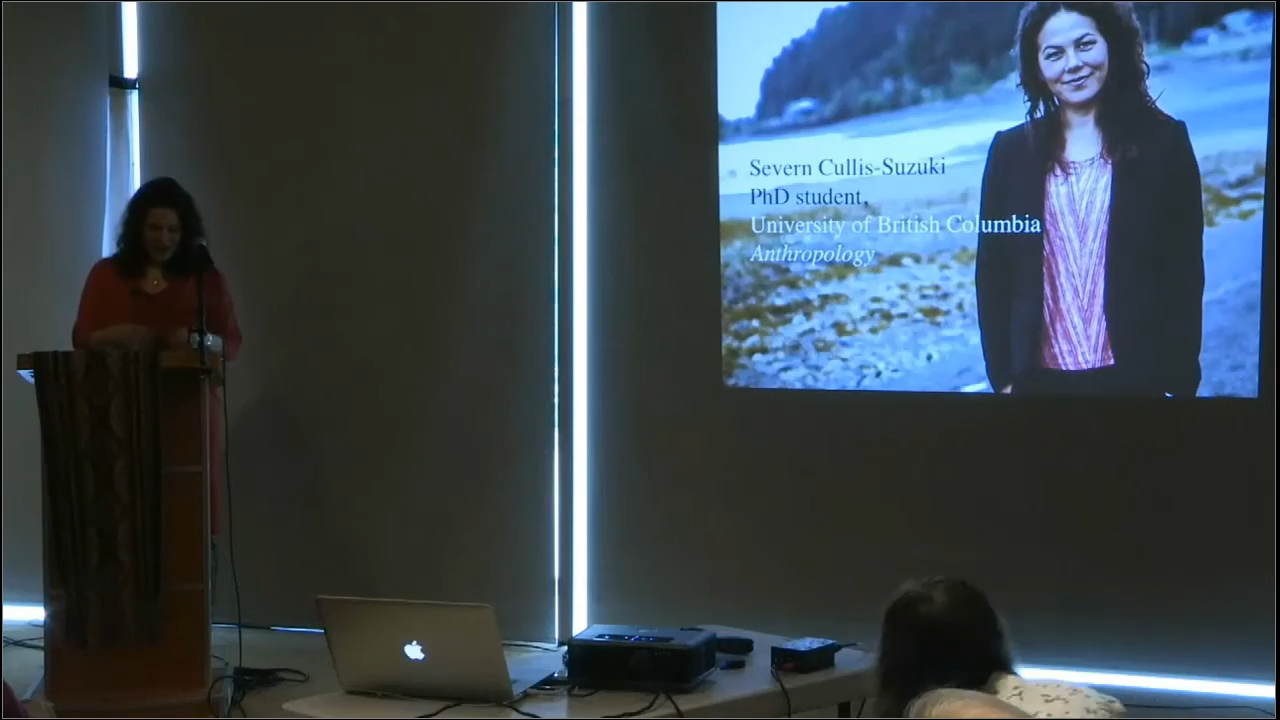 Severn Cullis-Suzuki
PhD student,
University of British Columbia
Anthropology